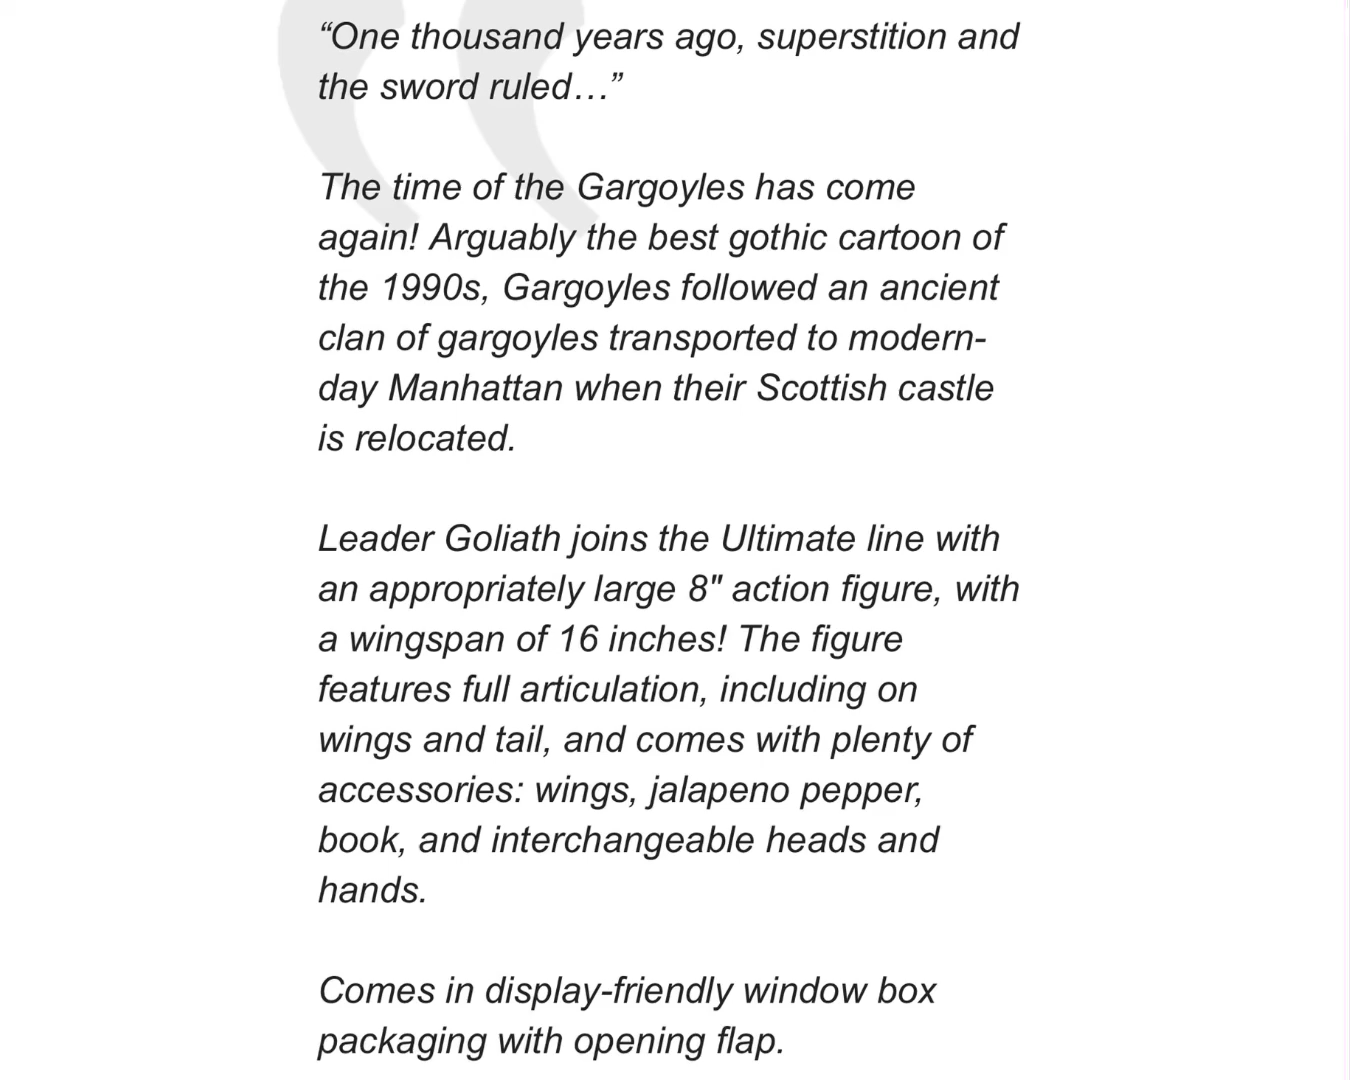 “One thousand years ago, superstition and
the sword ruled…”
The time of the Gargoyles has come
again! Arguably the best gothic cartoon of
the 1990s, Gargoyles followed an ancient
clan of gargoyles transported to modern-
day Manhattan when their Scottish castle
is relocated.
Leader Goliath joins the Ultimate line with
an appropriately large 8″ action figure, with
a wingspan of 16 inches! The figure
features full articulation, including on
wings and tail, and comes with plenty of
accessories: wings, jalapeno pepper,
book, and interchangeable heads and
hands.
Comes in display-friendly window box
packaging with opening flap.